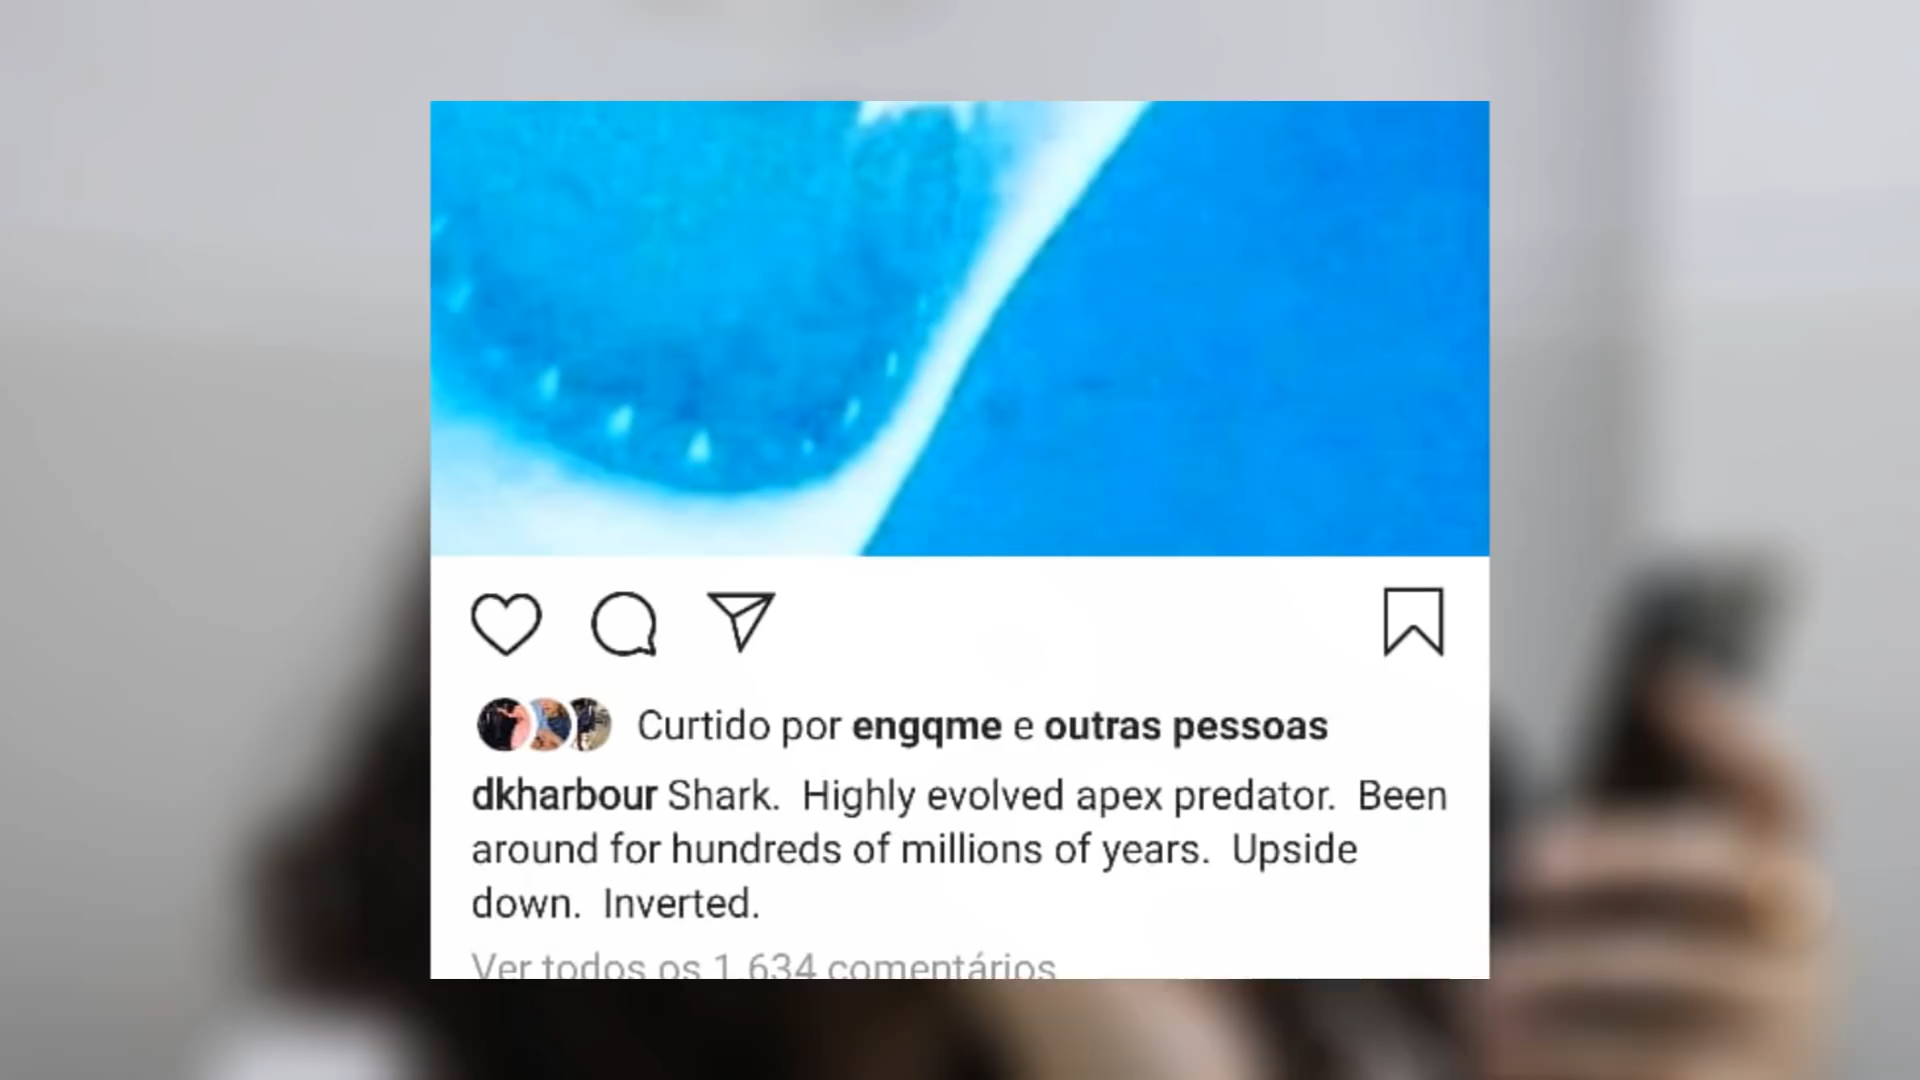 Curtido por engqme e outras pessoas
dkharbour Shark. Highly evolved apex predator. Been
around for hundreds of millions of years. Upside
down. Inverted.
Ver todos os 1.634 comentários